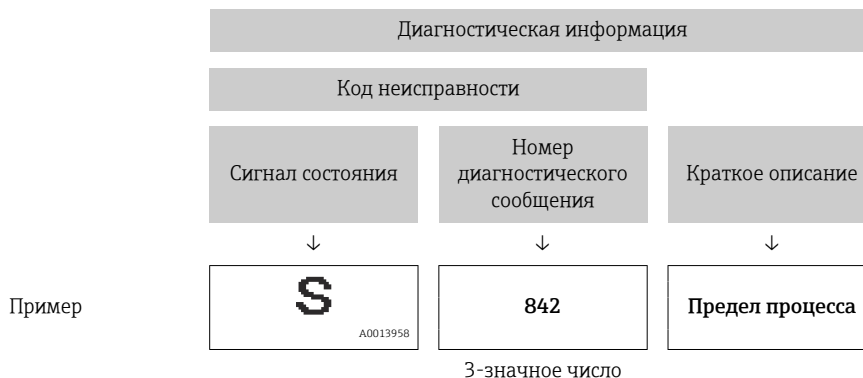 Диагностическая информация
Код неисправности
Сигнал состояния
Номер
диагностического
сообщения
Краткое описание
↓ ↓ ↓
Пример
S
A0013958
842
Предел процесса
3-значное число